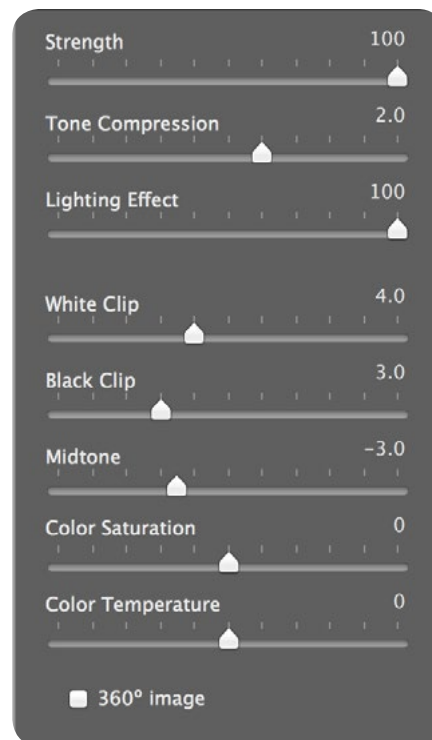 Strength 100
Tone Compression 2.0
Lighting Effect 100
White Clip 4.0
Black Clip 3.0
Midtone -3.0
Color Saturation 0
Color Temperature 0
360º image